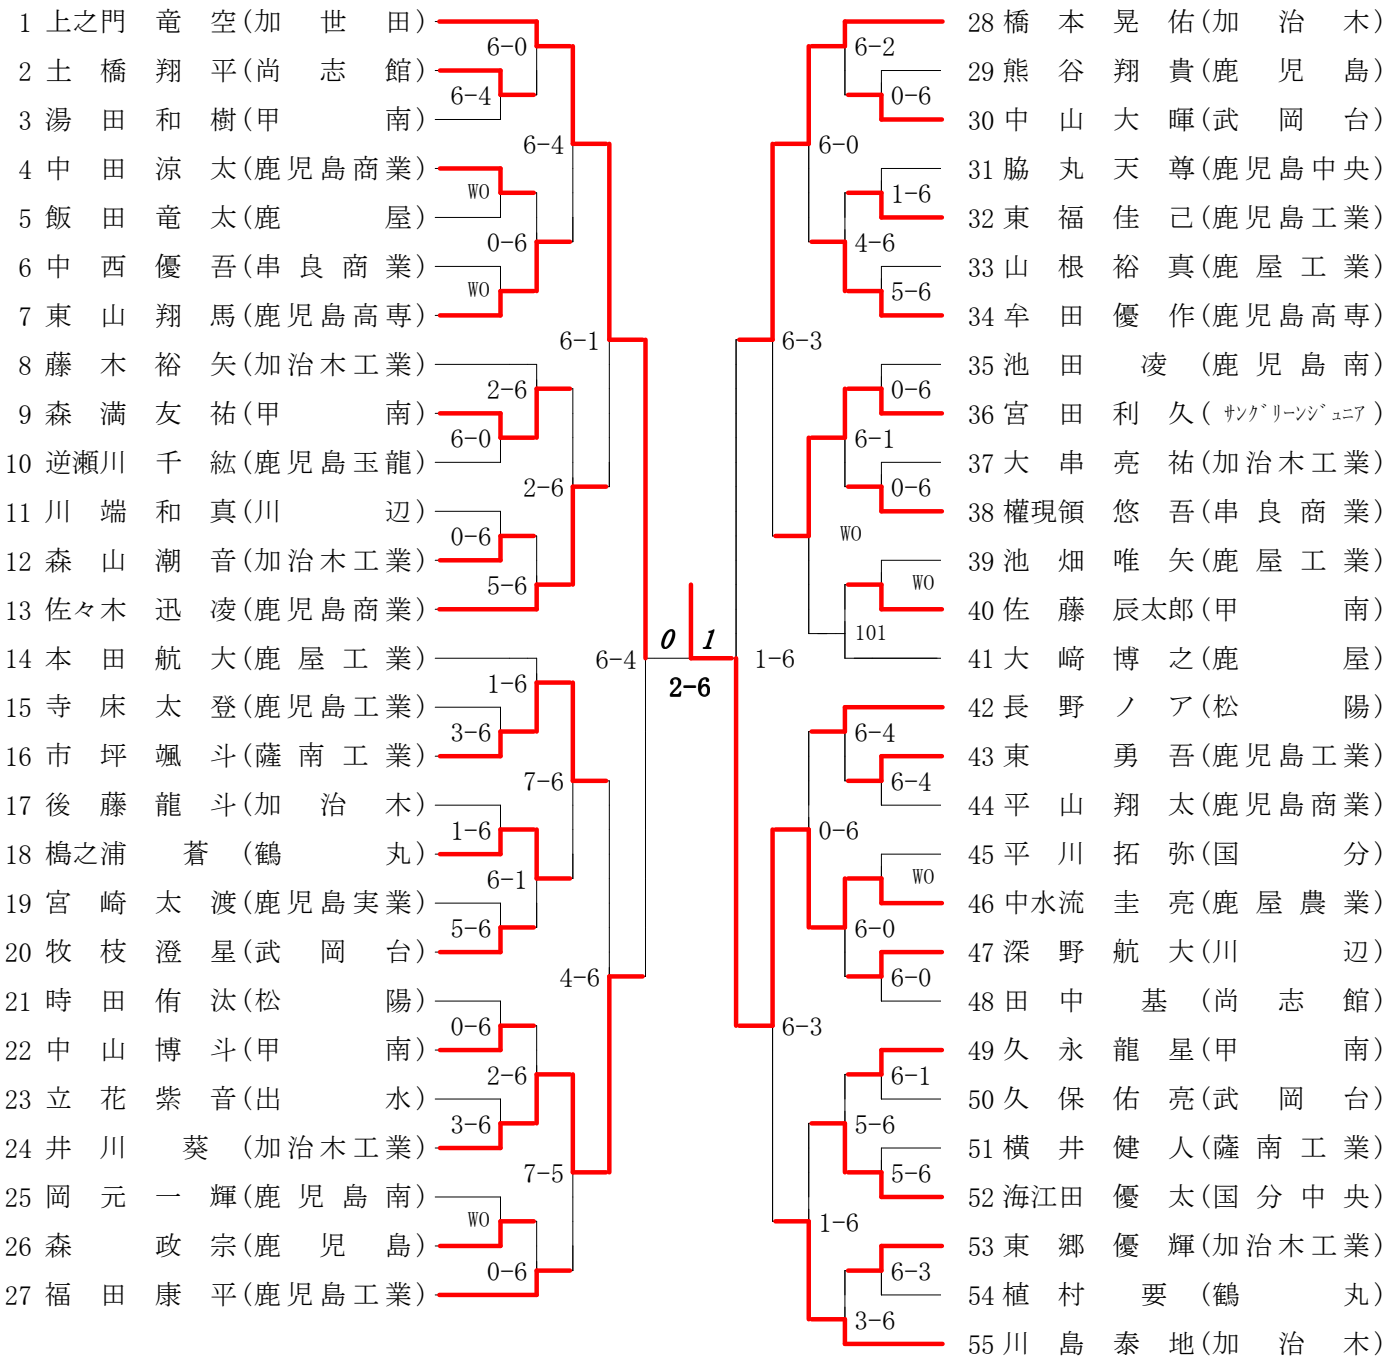 1 上之門 竜 空(加 世 田)
6-0
2 土 橋 翔 平(尚 志 館)
6-4
3 湯 田 和 樹(甲 南)
6-4
4 中 田 涼 太(鹿児島商業)
WO
5 飯 田 竜 太(鹿 屋)
0-6
6 中 西 優 吾(串 良 商 業)
WO
7 東 山 翔 馬(鹿児島高専)
6-1
8 藤 木 裕 矢(加治木工業)
2-6
9 森 満 友 祐(甲 南)
6-0
10 逆瀬川 千 紘(鹿児島玉龍)
2-6
11 川 端 和 真(川 辺)
0-6
12 森 山 潮 音(加治木工業)
5-6
13 佐々木 迅 凌(鹿児島商業)
14 本 田 航 大(鹿 屋 工 業)
6-4
1-6
15 寺 床 太 登(鹿児島工業)
3-6
16 市 坪 颯 斗(薩 南 工 業)
7-6
17 後 藤 龍 斗(加 治 木)
1-6
18 樋之浦 蒼 (鶴 丸)
6-1
19 宮 崎 太 渡(鹿児島実業)
5-6
20 牧 枝 澄 星(武 岡 台)
4-6
21 時 田 侑 汰(松 陽)
0-6
22 中 山 博 斗(甲 南)
2-6
23 立 花 紫 音(出 水)
3-6
24 井 川 葵 (加治木工業)
7-5
25 岡 元 一 輝(鹿 児 島 南)
WO
26 森 政 宗(鹿 児 島)
0-6
27 福 田 康 平(鹿児島工業)
0 1
2-6
28 橋 本 晃 佑(加 治 木)
6-2
29 熊 谷 翔 貴(鹿 児 島)
0-6
30 中 山 大 暉(武 岡 台)
6-0
31 脇 丸 天 尊(鹿児島中央)
1-6
32 東 福 佳 己(鹿児島工業)
4-6
33 山 根 裕 真(鹿 屋 工 業)
5-6
34 牟 田 優 作(鹿児島高専)
6-3
35 池 田 凌 (鹿 児 島 南)
0-6
36 宮 田 利 久(サングリーンジュニア)
6-1
37 大 串 亮 祐(加治木工業)
0-6
38 權現領 悠 吾(串 良 商 業)
WO
39 池 畑 唯 矢(鹿 屋 工 業)
WO
40 佐 藤 辰太郎(甲 南)
101
41 大 﨑 博 之(鹿 屋)
1-6
42 長 野 ノ ア(松 陽)
6-4
43 東 勇 吾(鹿児島工業)
6-4
44 平 山 翔 太(鹿児島商業)
0-6
45 平 川 拓 弥(国 分)
WO
46 中水流 圭 亮(鹿 屋 農 業)
6-0
47 深 野 航 大(川 辺)
6-0
48 田 中 基 (尚 志 館)
6-3
49 久 永 龍 星(甲 南)
6-1
50 久 保 佑 亮(武 岡 台)
5-6
51 横 井 健 人(薩 南 工 業)
5-6
52 海江田 優 太(国 分 中 央)
1-6
53 東 郷 優 輝(加治木工業)
6-3
54 植 村 要 (鶴 丸)
3-6
55 川 島 泰 地(加 治 木)